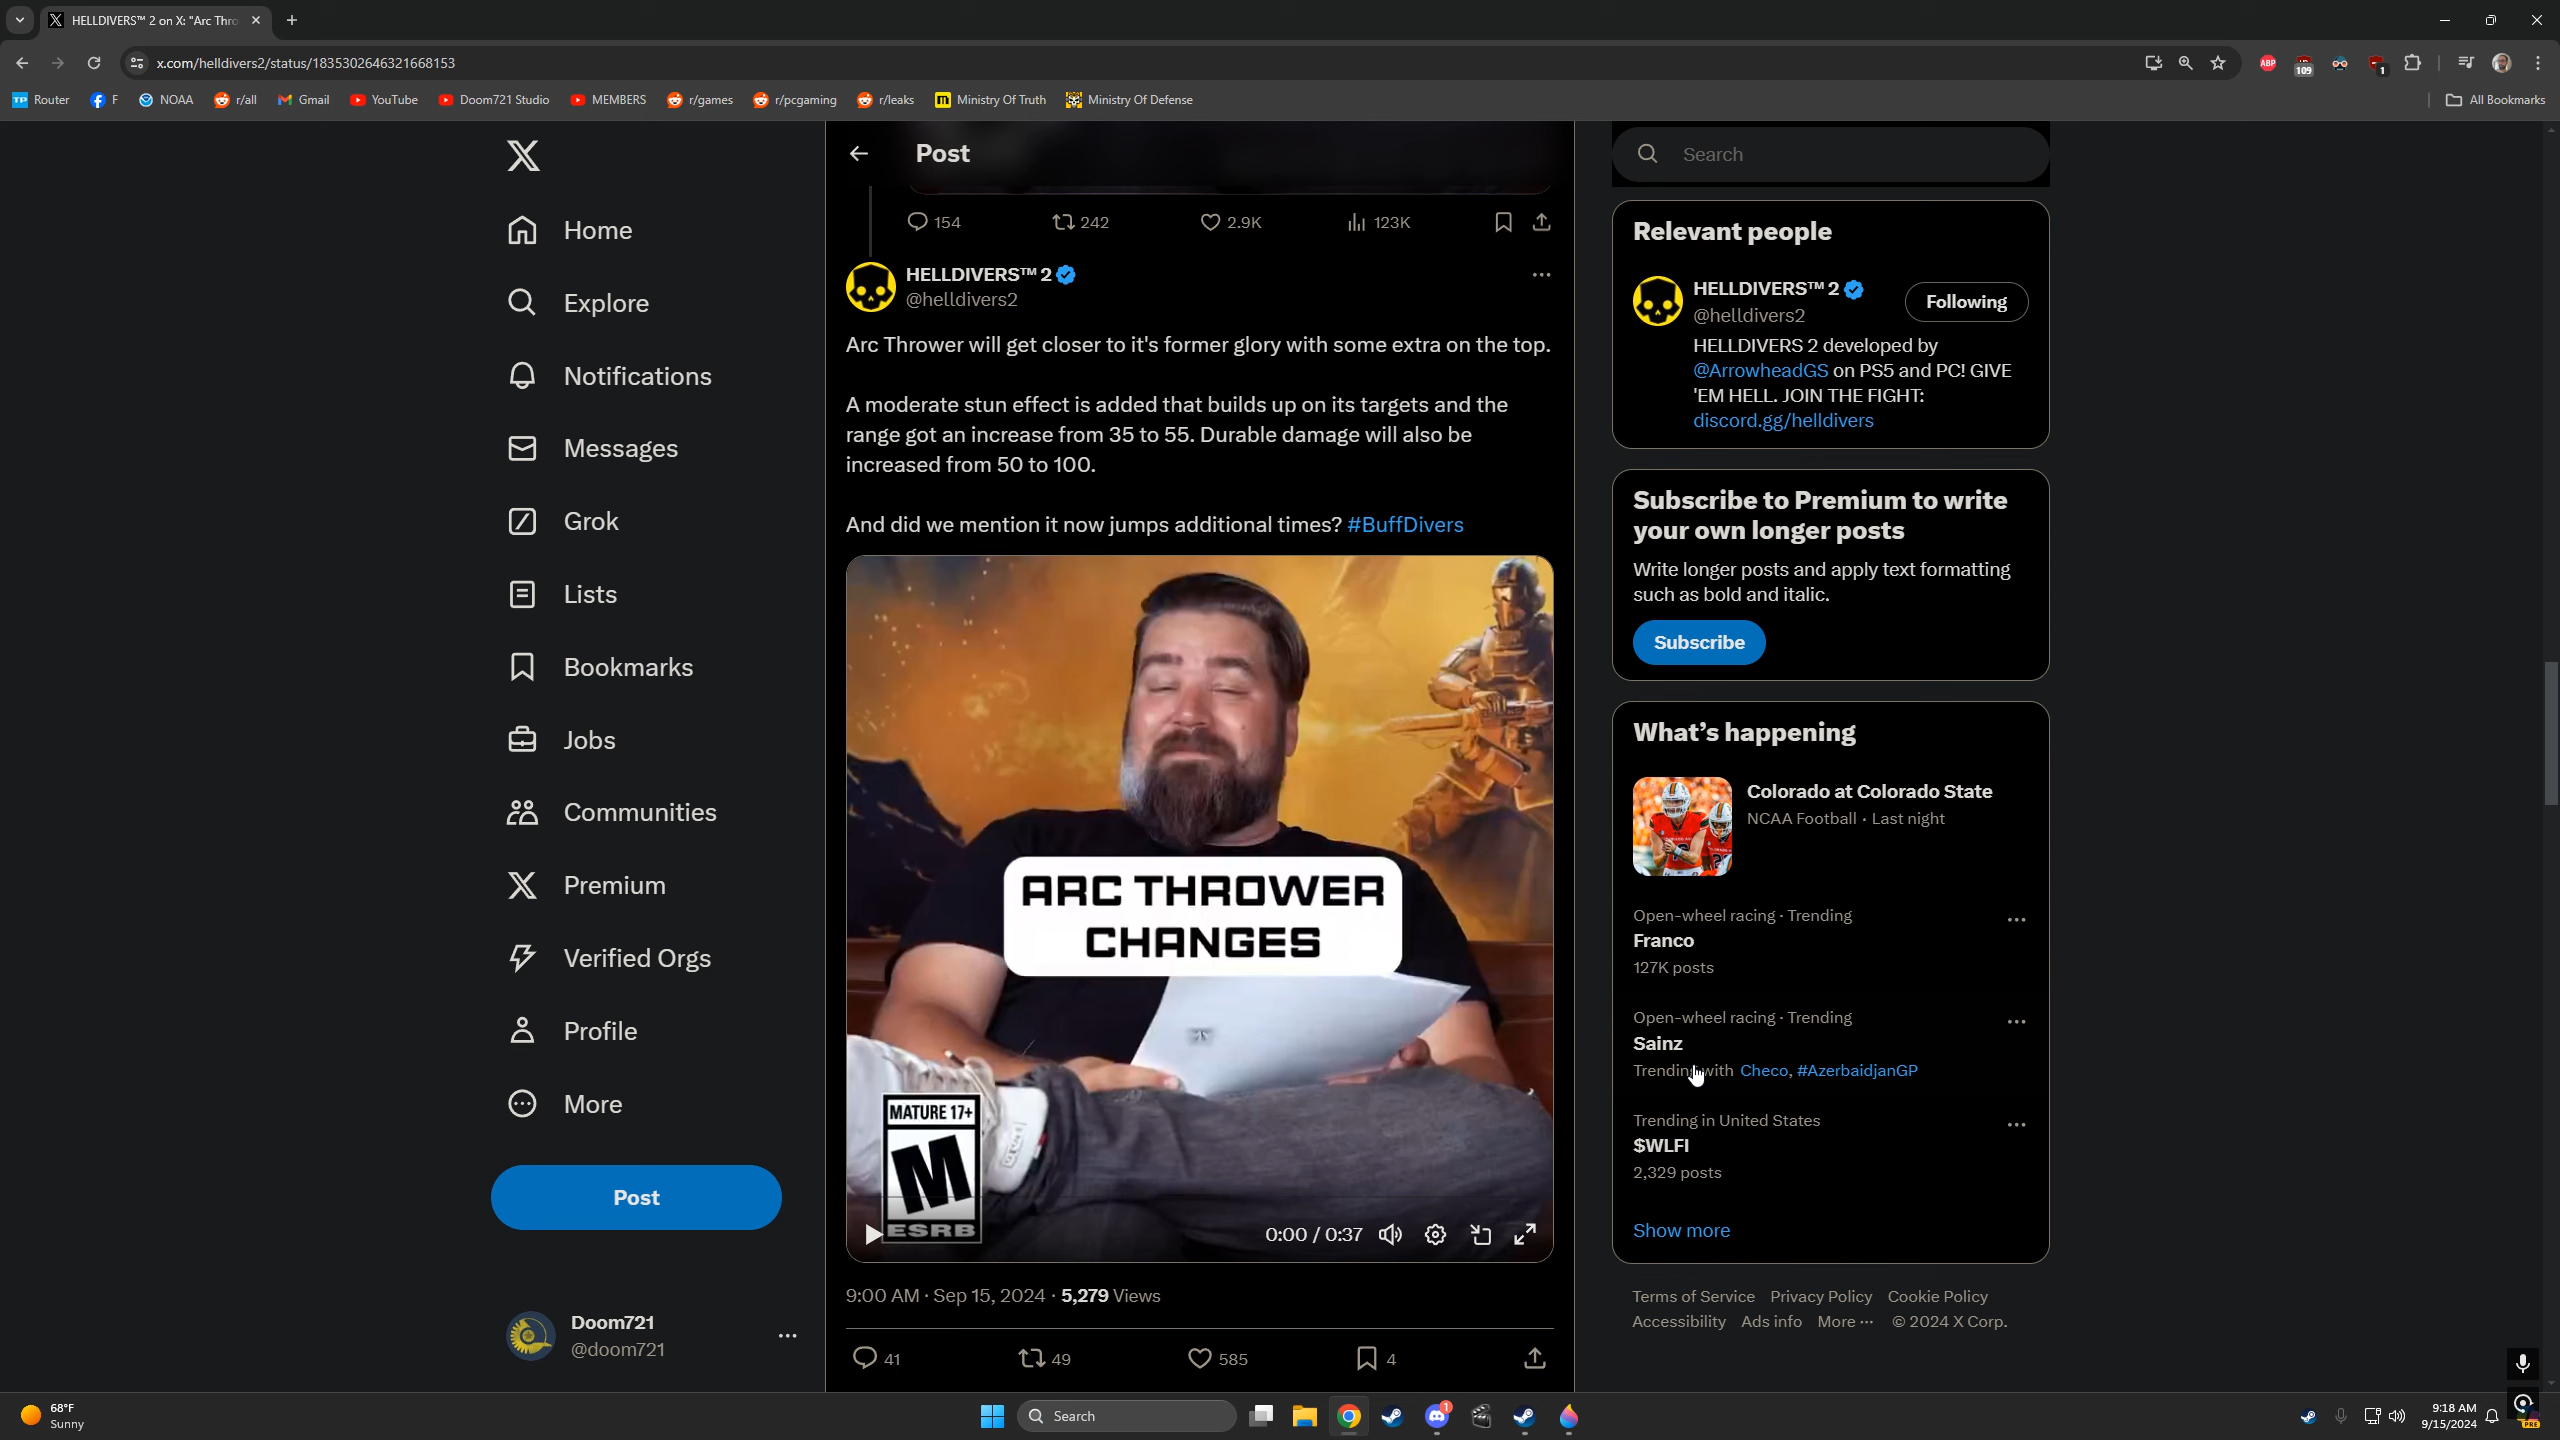 HELLDIVERS™ 2 on X: "Arc Thro
x.com/helldivers2/status/1835302646321668153
ABP
109
1
Router
F
NOAA
r/all
Gmail
YouTube
Doom721 Studio
MEMBERS
r/games
r/pcgaming
r/leaks
Ministry Of Truth
Ministry Of Defense
All Bookmarks
Home
Explore
Notifications
Messages
Grok
Lists
Bookmarks
Jobs
Communities
Premium
Verified Orgs
Profile
More
Post
Doom721
@doom721
Post
154
242
2.9K
123K
HELLDIVERS™ 2
@helldivers2
Arc Thrower will get closer to it's former glory with some extra on the top.
A moderate stun effect is added that builds up on its targets and the
range got an increase from 35 to 55. Durable damage will also be
increased from 50 to 100.
And did we mention it now jumps additional times? #BuffDivers
ARC THROWER
CHANGES
MATURE 17+
M
ESRB
0:00 / 0:37
9:00 AM · Sep 15, 2024 · 5,279 Views
41
49
585
4
Search
Relevant people
HELLDIVERS™ 2
@helldivers2
Following
HELLDIVERS 2 developed by
@ArrowheadGS on PS5 and PC! GIVE
'EM HELL. JOIN THE FIGHT:
discord.gg/helldivers
Subscribe to Premium to write
your own longer posts
Write longer posts and apply text formatting
such as bold and italic.
Subscribe
What's happening
Colorado at Colorado State
NCAA Football · Last night
Open-wheel racing · Trending
Franco
127K posts
Open-wheel racing · Trending
Sainz
Trending with Checo, #AzerbaidjanGP
Trending in United States
$WLFI
2,329 posts
Show more
Terms of Service Privacy Policy Cookie Policy
Accessibility Ads info More ··· © 2024 X Corp.
68°F
Sunny
Search
1
9:18 AM
9/15/2024
PRE